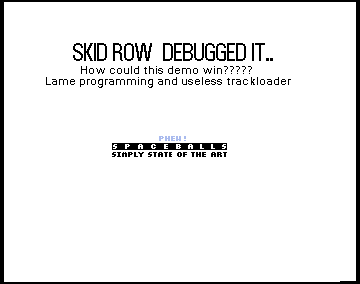 SKID ROW DEBUGGED IT..
How could this demo win?????
Lame programming and useless trackloader
PHEW!
SPACEBALLS
SIMPLY STATE OF THE ART